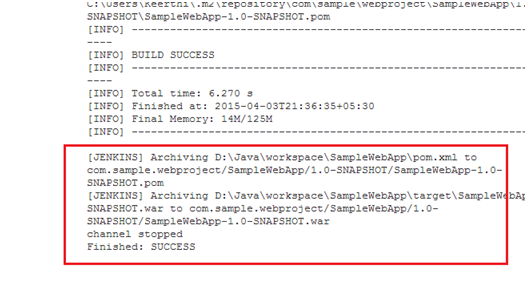 C:\Users\Keerthi\.m2\repository\com\sample\webproject\SampleWebApp\1.
SNAPSHOT\SampleWebApp-1.0-SNAPSHOT.pom
[INFO] ------------------------------------------------------------
----
[INFO] BUILD SUCCESS
[INFO] ------------------------------------------------------------
----
[INFO] Total time: 6.270 s
[INFO] Finished at: 2015-04-03T21:36:35+05:30
[INFO] Final Memory: 14M/125M
[INFO] ------------------------------------------------------------
[JENKINS] Archiving D:\Java\workspace\SampleWebApp\pom.xml to
com.sample.webproject/SampleWebApp/1.0-SNAPSHOT/SampleWebApp-1.0-
SNAPSHOT.pom
[JENKINS] Archiving D:\Java\workspace\SampleWebApp\target\SampleWebAp
SNAPSHOT.war to com.sample.webproject/SampleWebApp/1.0-
SNAPSHOT/SampleWebApp-1.0-SNAPSHOT.war
channel stopped
Finished: SUCCESS